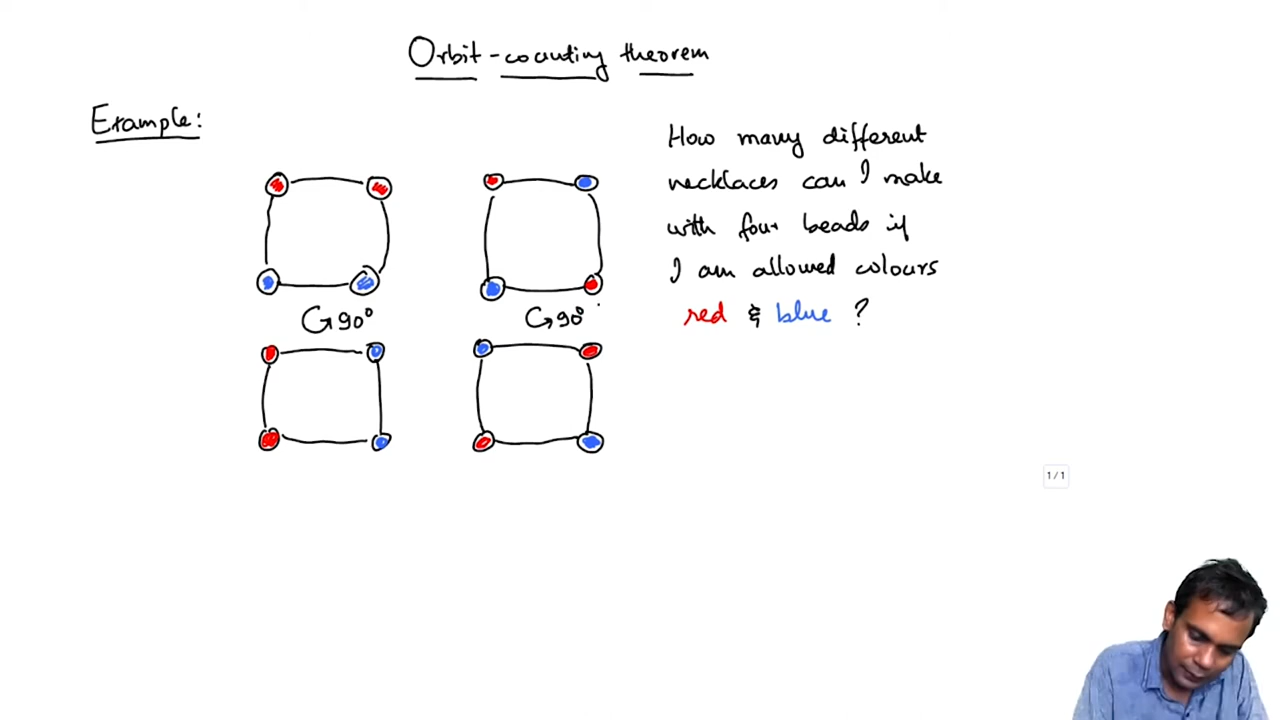 Orbit-counting theorem
Example:
How many different
necklaces can I make
with four beads if
I am allowed colours
red & blue ?
↺90°
↺90°
1/1